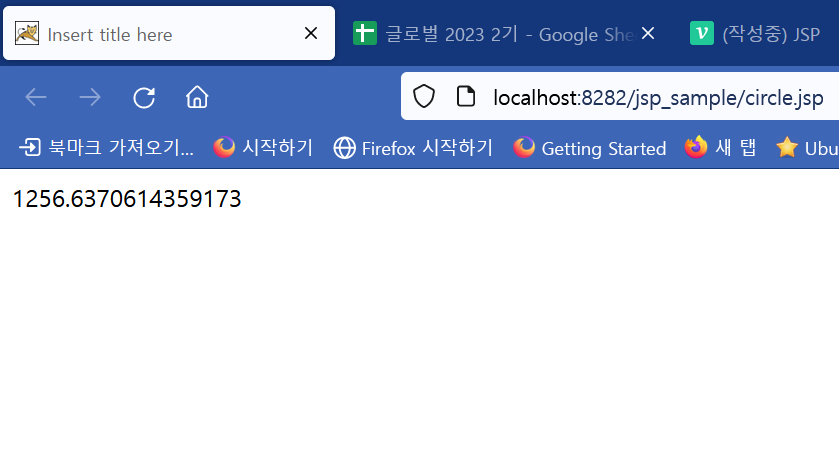 Insert title here
글로벌 2023 2기 - Google She
(작성중) JSP
localhost:8282/jsp_sample/circle.jsp
북마크 가져오기...
시작하기
Firefox 시작하기
Getting Started
새 탭
Ubu
1256.6370614359173